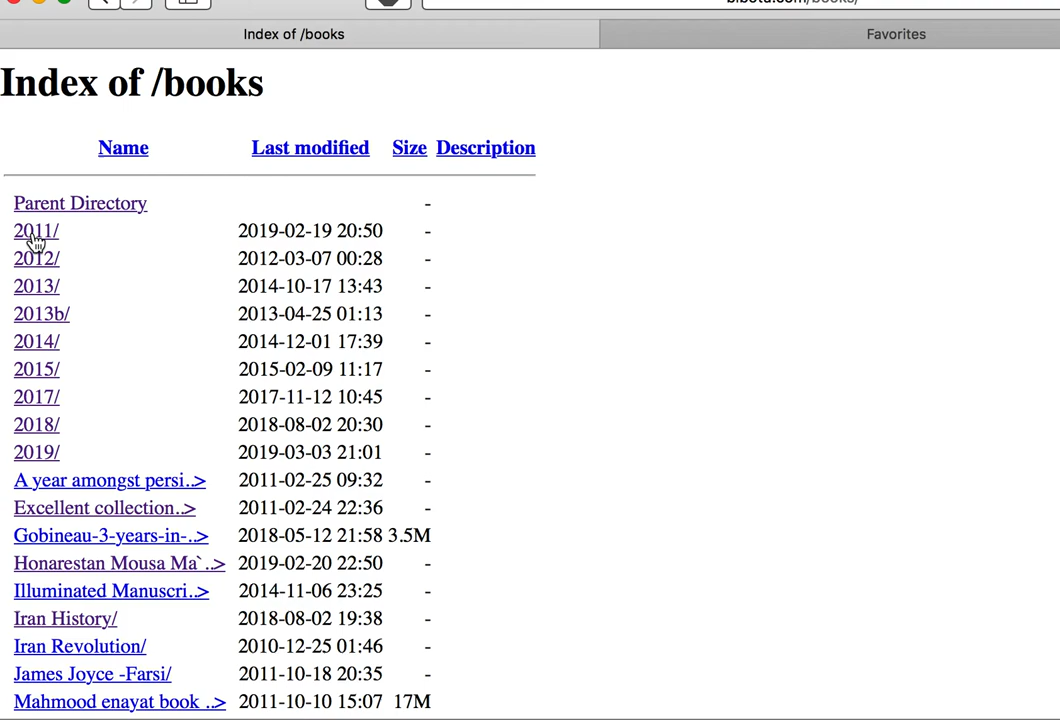 Index of /books
Favorites
Index of /books
Name Last modified Size Description
Parent Directory -
2011/ 2019-02-19 20:50 -
2012/ 2012-03-07 00:28 -
2013/ 2014-10-17 13:43 -
2013b/ 2013-04-25 01:13 -
2014/ 2014-12-01 17:39 -
2015/ 2015-02-09 11:17 -
2017/ 2017-11-12 10:45 -
2018/ 2018-08-02 20:30 -
2019/ 2019-03-03 21:01 -
A year amongst persi..> 2011-02-25 09:32 -
Excellent collection..> 2011-02-24 22:36 -
Gobineau-3-years-in-..> 2018-05-12 21:58 3.5M
Honarestan Mousa Ma`..> 2019-02-20 22:50 -
Illuminated Manuscri..> 2014-11-06 23:25 -
Iran History/ 2018-08-02 19:38 -
Iran Revolution/ 2010-12-25 01:46 -
James Joyce -Farsi/ 2011-10-18 20:35 -
Mahmood enayat book ..> 2011-10-10 15:07 17M